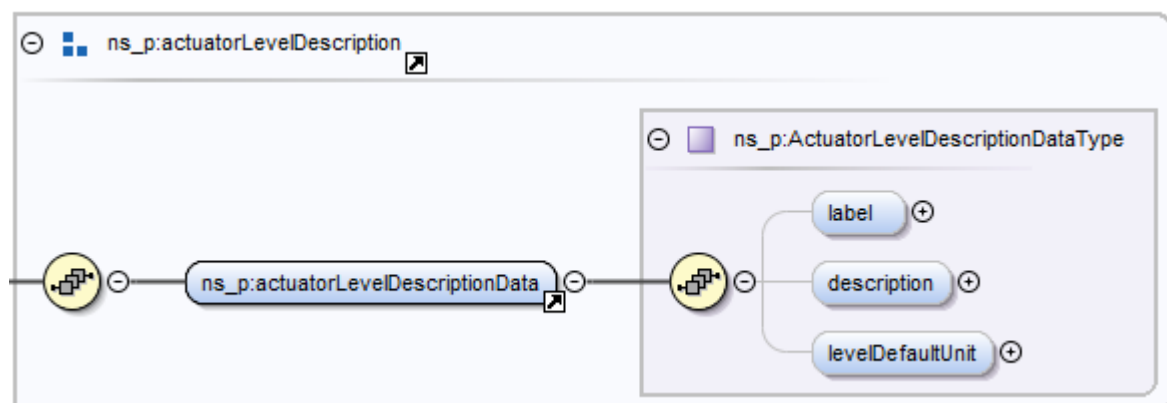 ns_p:actuatorLevelDescription
ns_p:ActuatorLevelDescriptionDataType
label
ns_p:actuatorLevelDescriptionData
description
levelDefaultUnit